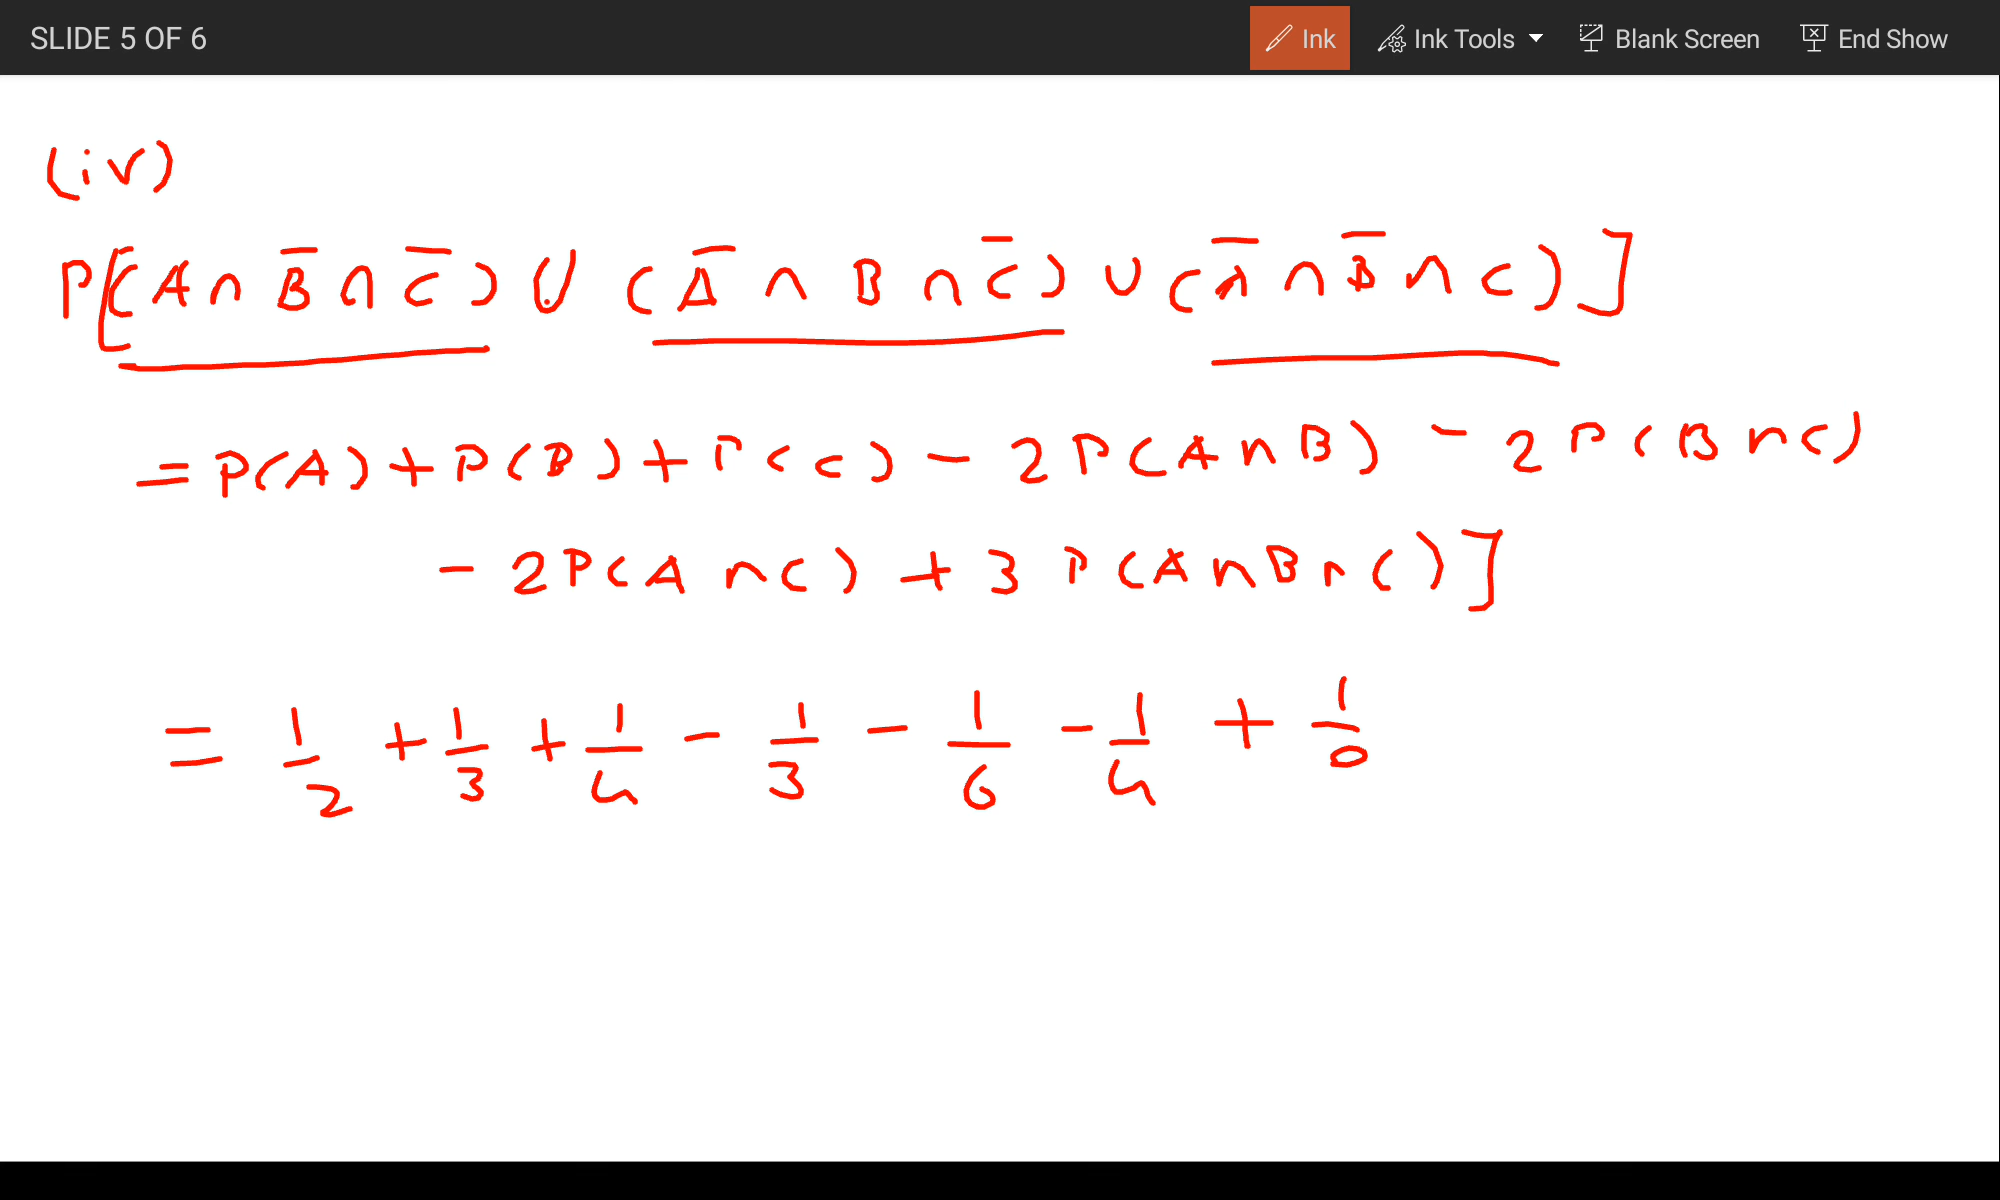 SLIDE 5 OF 6 Ink Ink Tools Blank Screen End Show
(iv)
P[(A ∩ B̅ ∩ C̅) ∪ (A̅ ∩ B ∩ C̅) ∪ (A̅ ∩ B̅ ∩ C)]
= P(A) + P(B) + P(C) - 2P(A∩B) - 2P(B∩C)
- 2P(A∩C) + 3P(A∩B∩C)]
= 1/2 + 1/3 + 1/4 - 1/3 - 1/6 - 1/4 + 1/0